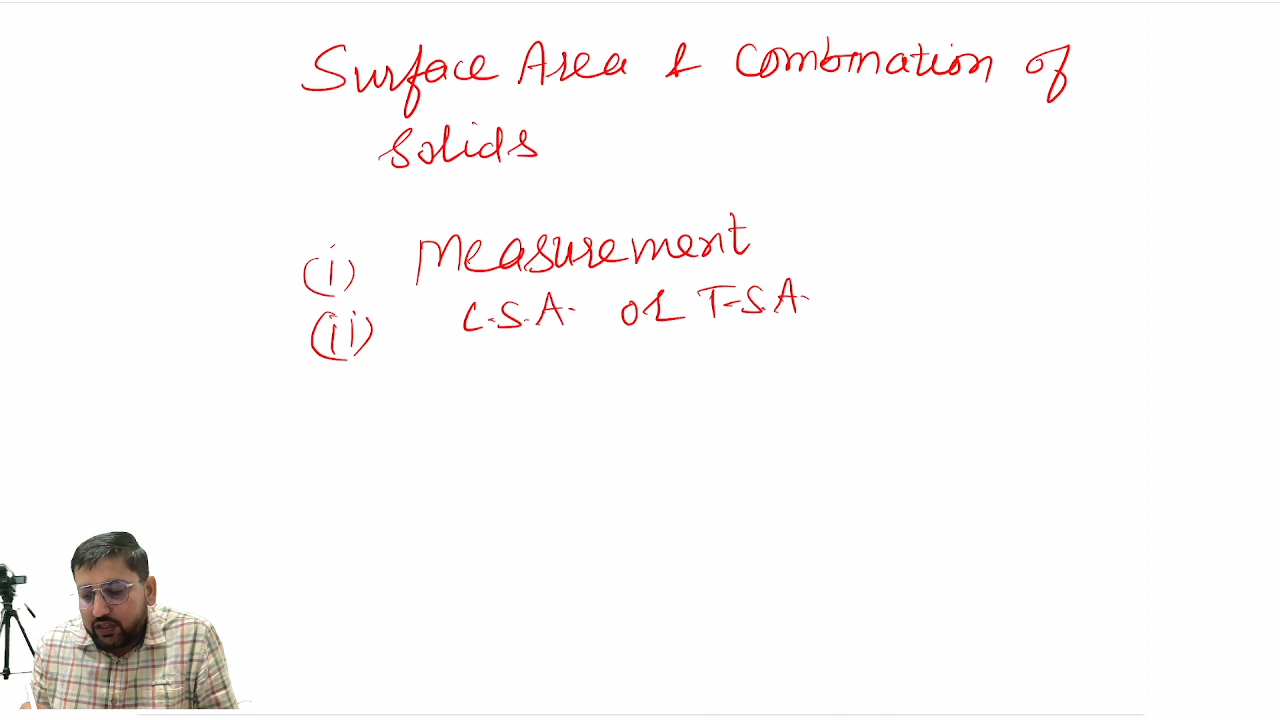 Surface Area & Combination of
Solids
(i) Measurement
(ii) C.S.A. or T.S.A.